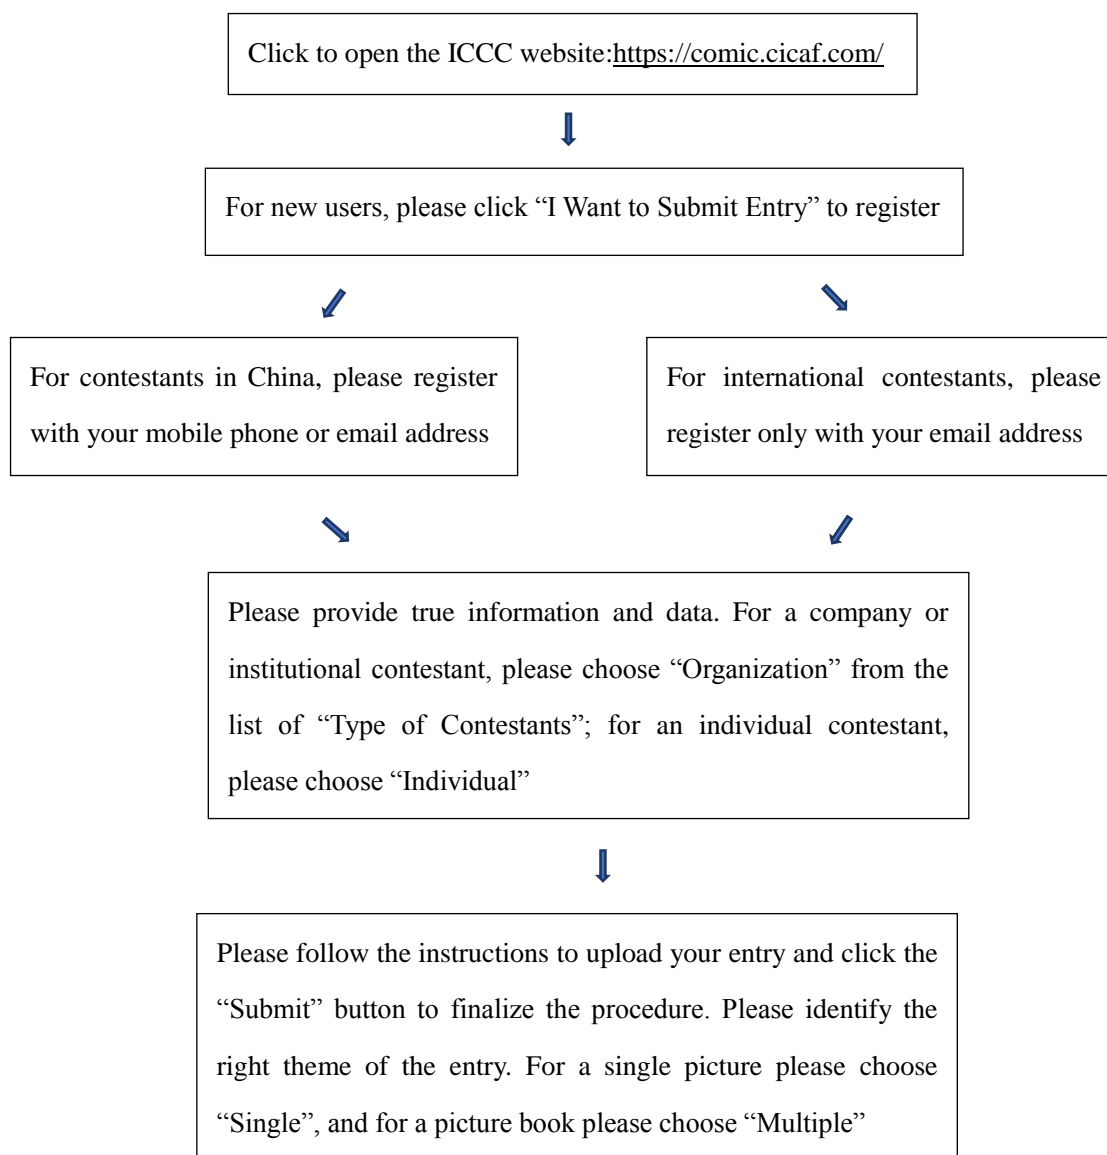 Click to open the ICCC website:https://comic.cicaf.com/
For new users, please click “I Want to Submit Entry” to register
For contestants in China, please register
with your mobile phone or email address
For international contestants, please
register only with your email address
Please provide true information and data. For a company or
institutional contestant, please choose “Organization” from the
list of “Type of Contestants”; for an individual contestant,
please choose “Individual”
Please follow the instructions to upload your entry and click the
“Submit” button to finalize the procedure. Please identify the
right theme of the entry. For a single picture please choose
“Single”, and for a picture book please choose “Multiple”